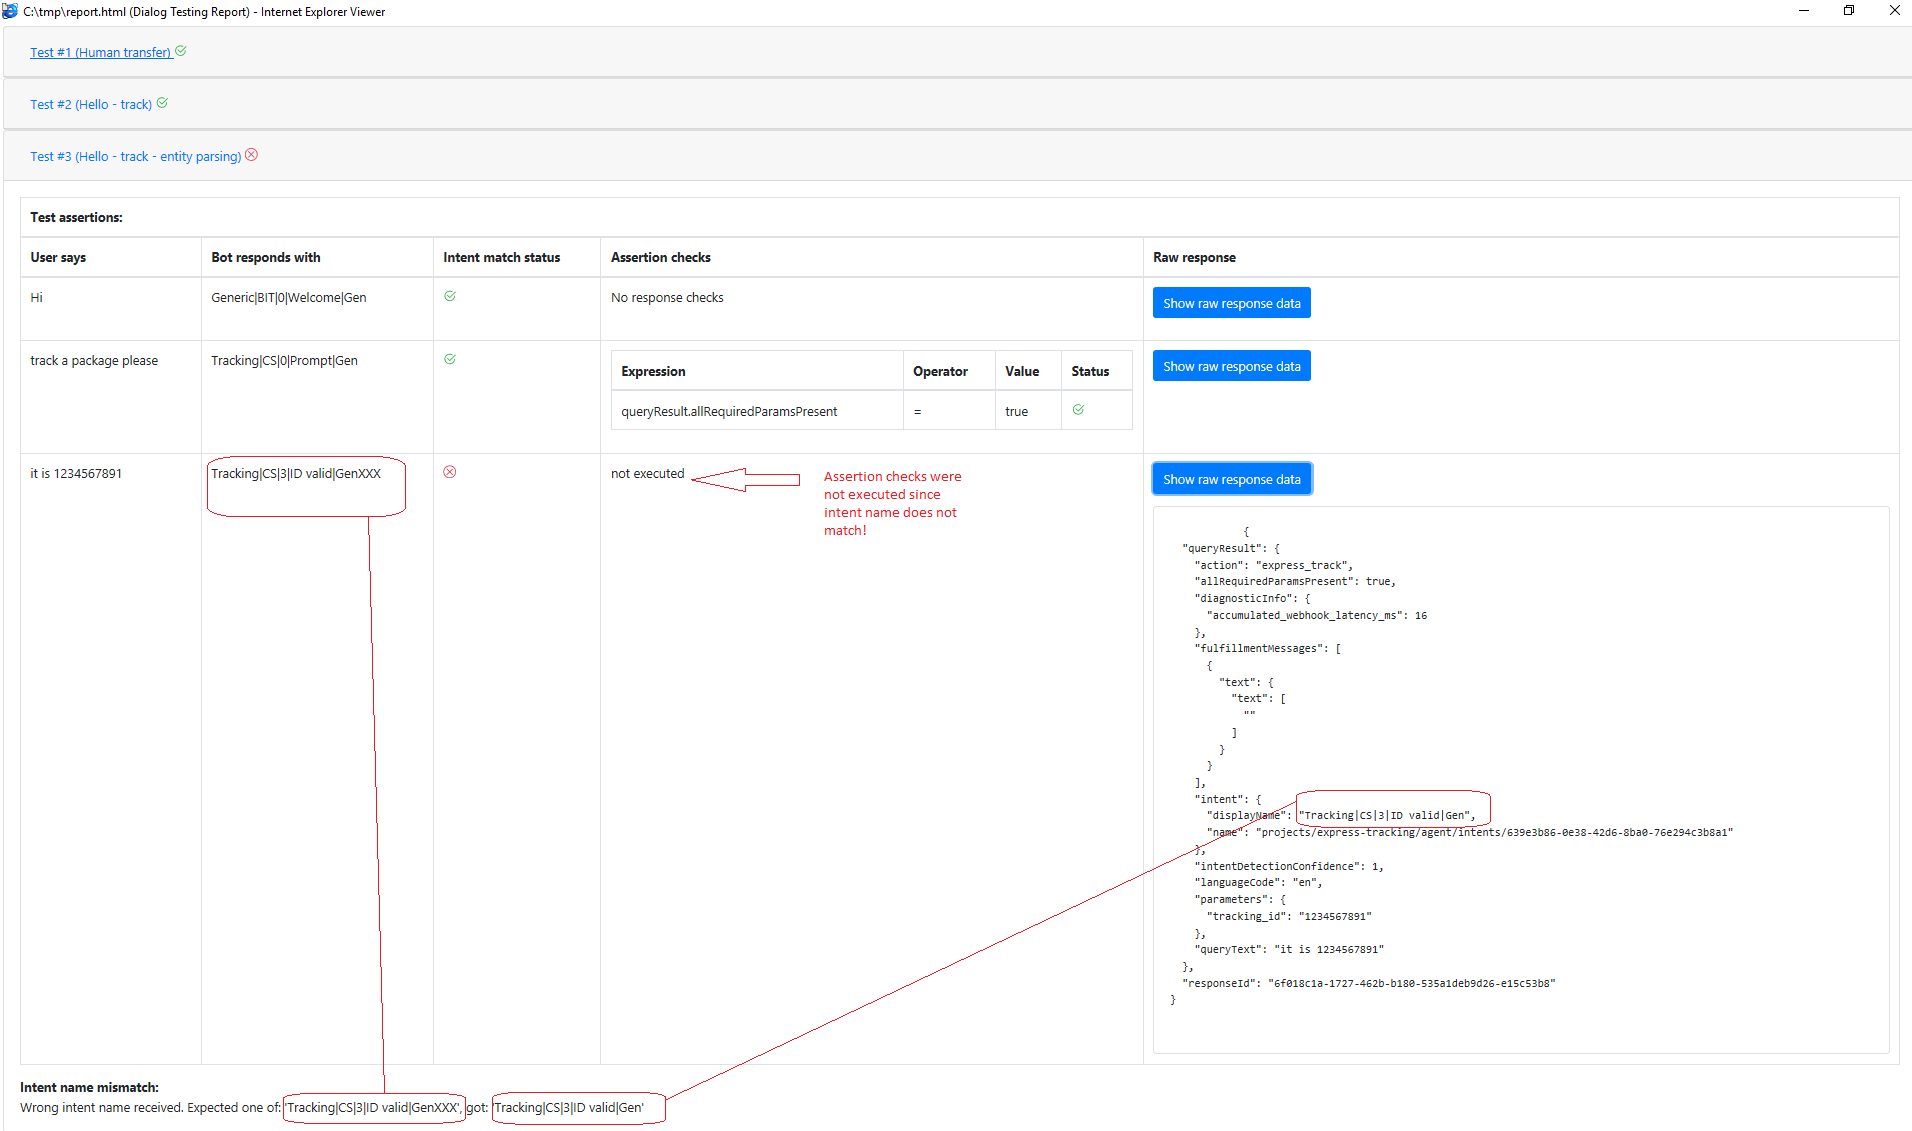 C:\tmp\report.html (Dialog Testing Report) - Internet Explorer Viewer
Test #1 (Human transfer)
Test #2 (Hello - track)
Test #3 (Hello - track - entity parsing)
Test assertions:
User says Bot responds with Intent match status Assertion checks Raw response
Hi Generic|BIT|0|Welcome|Gen No response checks Show raw response data
track a package please Tracking|CS|0|Prompt|Gen Show raw response data
Expression Operator Value Status
queryResult.allRequiredParamsPresent = true
it is 1234567891 Tracking|CS|3|ID valid|GenXXX not executed Show raw response data
Assertion checks were
not executed since
intent name does not
match!
{
"queryResult": {
"action": "express_track",
"allRequiredParamsPresent": true,
"diagnosticInfo": {
"accumulated_webhook_latency_ms": 16
},
"fulfillmentMessages": [
{
"text": {
"text": [
""
]
}
}
],
"intent": {
"displayName": "Tracking|CS|3|ID valid|Gen",
"name": "projects/express-tracking/agent/intents/639e3b86-0e38-42d6-8ba0-76e294c3b8a1"
},
"intentDetectionConfidence": 1,
"languageCode": "en",
"parameters": {
"tracking_id": "1234567891"
},
"queryText": "it is 1234567891"
},
"responseId": "6f018c1a-1727-462b-b180-535a1deb9d26-e15c53b8"
}
Intent name mismatch:
Wrong intent name received. Expected one of: 'Tracking|CS|3|ID valid|GenXXX', got: 'Tracking|CS|3|ID valid|Gen'